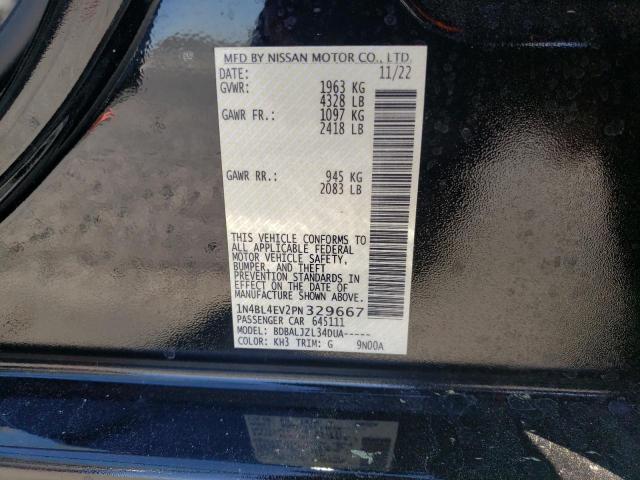 MFD BY NISSAN MOTOR CO., LTD.
DATE: 11/22
GVWR: 1963 KG
4328 LB
GAWR FR.: 1097 KG
2418 LB
GAWR RR.: 945 KG
2083 LB
THIS VEHICLE CONFORMS TO
ALL APPLICABLE FEDERAL
MOTOR VEHICLE SAFETY,
BUMPER, AND THEFT
PREVENTION STANDARDS IN
EFFECT ON THE DATE OF
MANUFACTURE SHOWN ABOVE.
1N4BL4EV2PN329667
PASSENGER CAR 645111
MODEL: BDBALJZL34DUA-----
COLOR: KH3 TRIM: G 9N00A